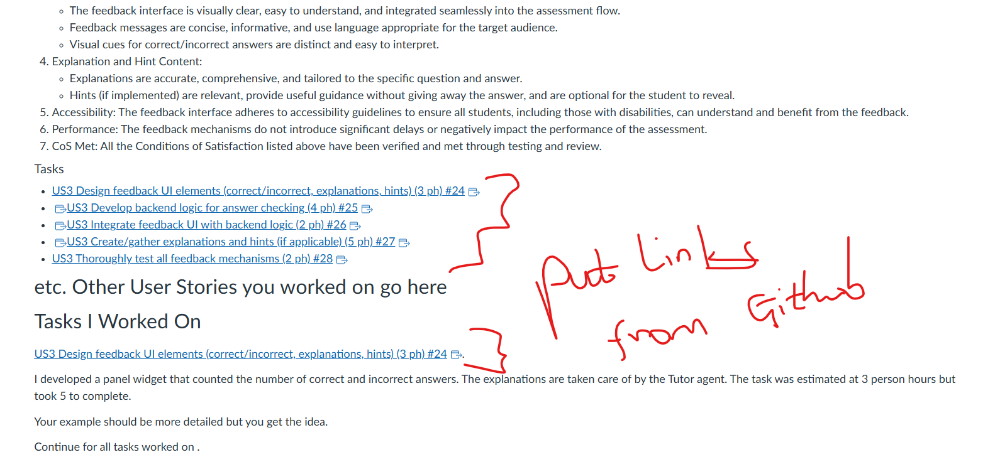 ◦ The feedback interface is visually clear, easy to understand, and integrated seamlessly into the assessment flow.
◦ Feedback messages are concise, informative, and use language appropriate for the target audience.
◦ Visual cues for correct/incorrect answers are distinct and easy to interpret.
4. Explanation and Hint Content:
◦ Explanations are accurate, comprehensive, and tailored to the specific question and answer.
◦ Hints (if implemented) are relevant, provide useful guidance without giving away the answer, and are optional for the student to reveal.
5. Accessibility: The feedback interface adheres to accessibility guidelines to ensure all students, including those with disabilities, can understand and benefit from the feedback.
6. Performance: The feedback mechanisms do not introduce significant delays or negatively impact the performance of the assessment.
7. CoS Met: All the Conditions of Satisfaction listed above have been verified and met through testing and review.
Tasks
• US3 Design feedback UI elements (correct/incorrect, explanations, hints) (3 ph) #24
• US3 Develop backend logic for answer checking (4 ph) #25
• US3 Integrate feedback UI with backend logic (2 ph) #26
• US3 Create/gather explanations and hints (if applicable) (5 ph) #27
• US3 Thoroughly test all feedback mechanisms (2 ph) #28
put links
from Github
etc. Other User Stories you worked on go here
Tasks I Worked On
US3 Design feedback UI elements (correct/incorrect, explanations, hints) (3 ph) #24 .
I developed a panel widget that counted the number of correct and incorrect answers. The explanations are taken care of by the Tutor agent. The task was estimated at 3 person hours but
took 5 to complete.
Your example should be more detailed but you get the idea.
Continue for all tasks worked on .